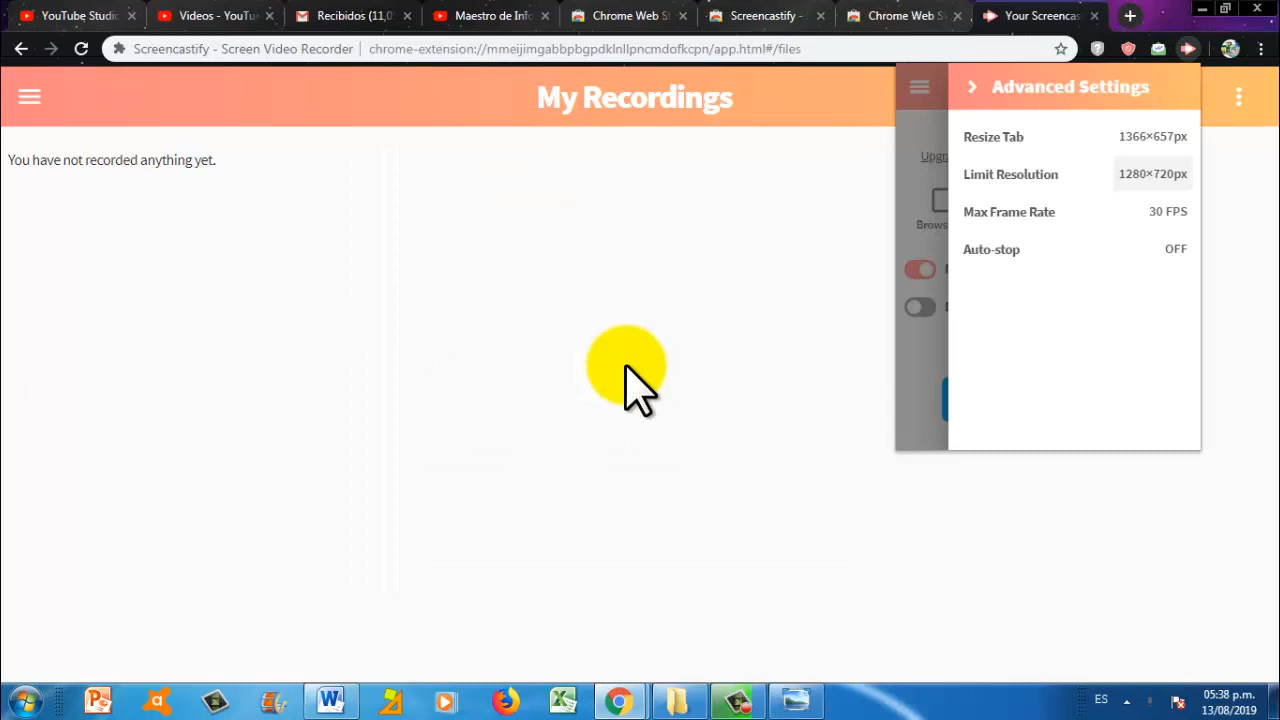 YouTube Studio
Videos - YouTu
Recibidos (11,0
Maestro de Info
Chrome Web St
Screencastify -
Chrome Web S
Your Screencas
Screencastify - Screen Video Recorder
chrome-extension://mmeijimgabbpbgpdklnllpncmdofkcpn/app.html#/files
My Recordings
Advanced Settings
You have not recorded anything yet.
Resize Tab 1366×657px
Upgra
Limit Resolution 1280×720px
Max Frame Rate 30 FPS
Brows
Auto-stop OFF
ES
05:38 p.m.
13/08/2019